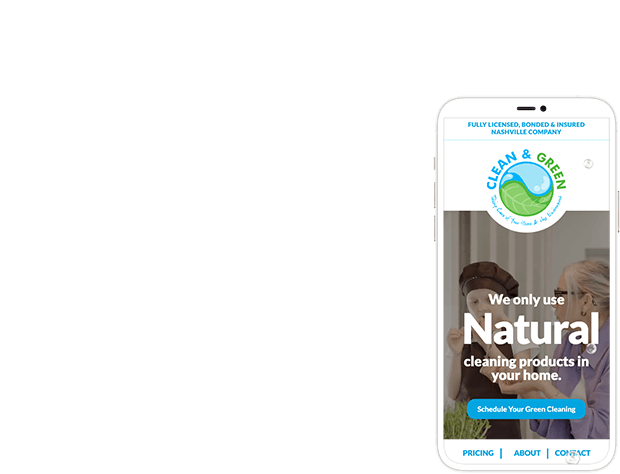 FULLY LICENSED, BONDED & INSURED
NASHVILLE COMPANY
CLEAN & GREEN
We only use
Natural
cleaning products in
your home.
Schedule Your Green Cleaning
PRICING | ABOUT | CONTACT